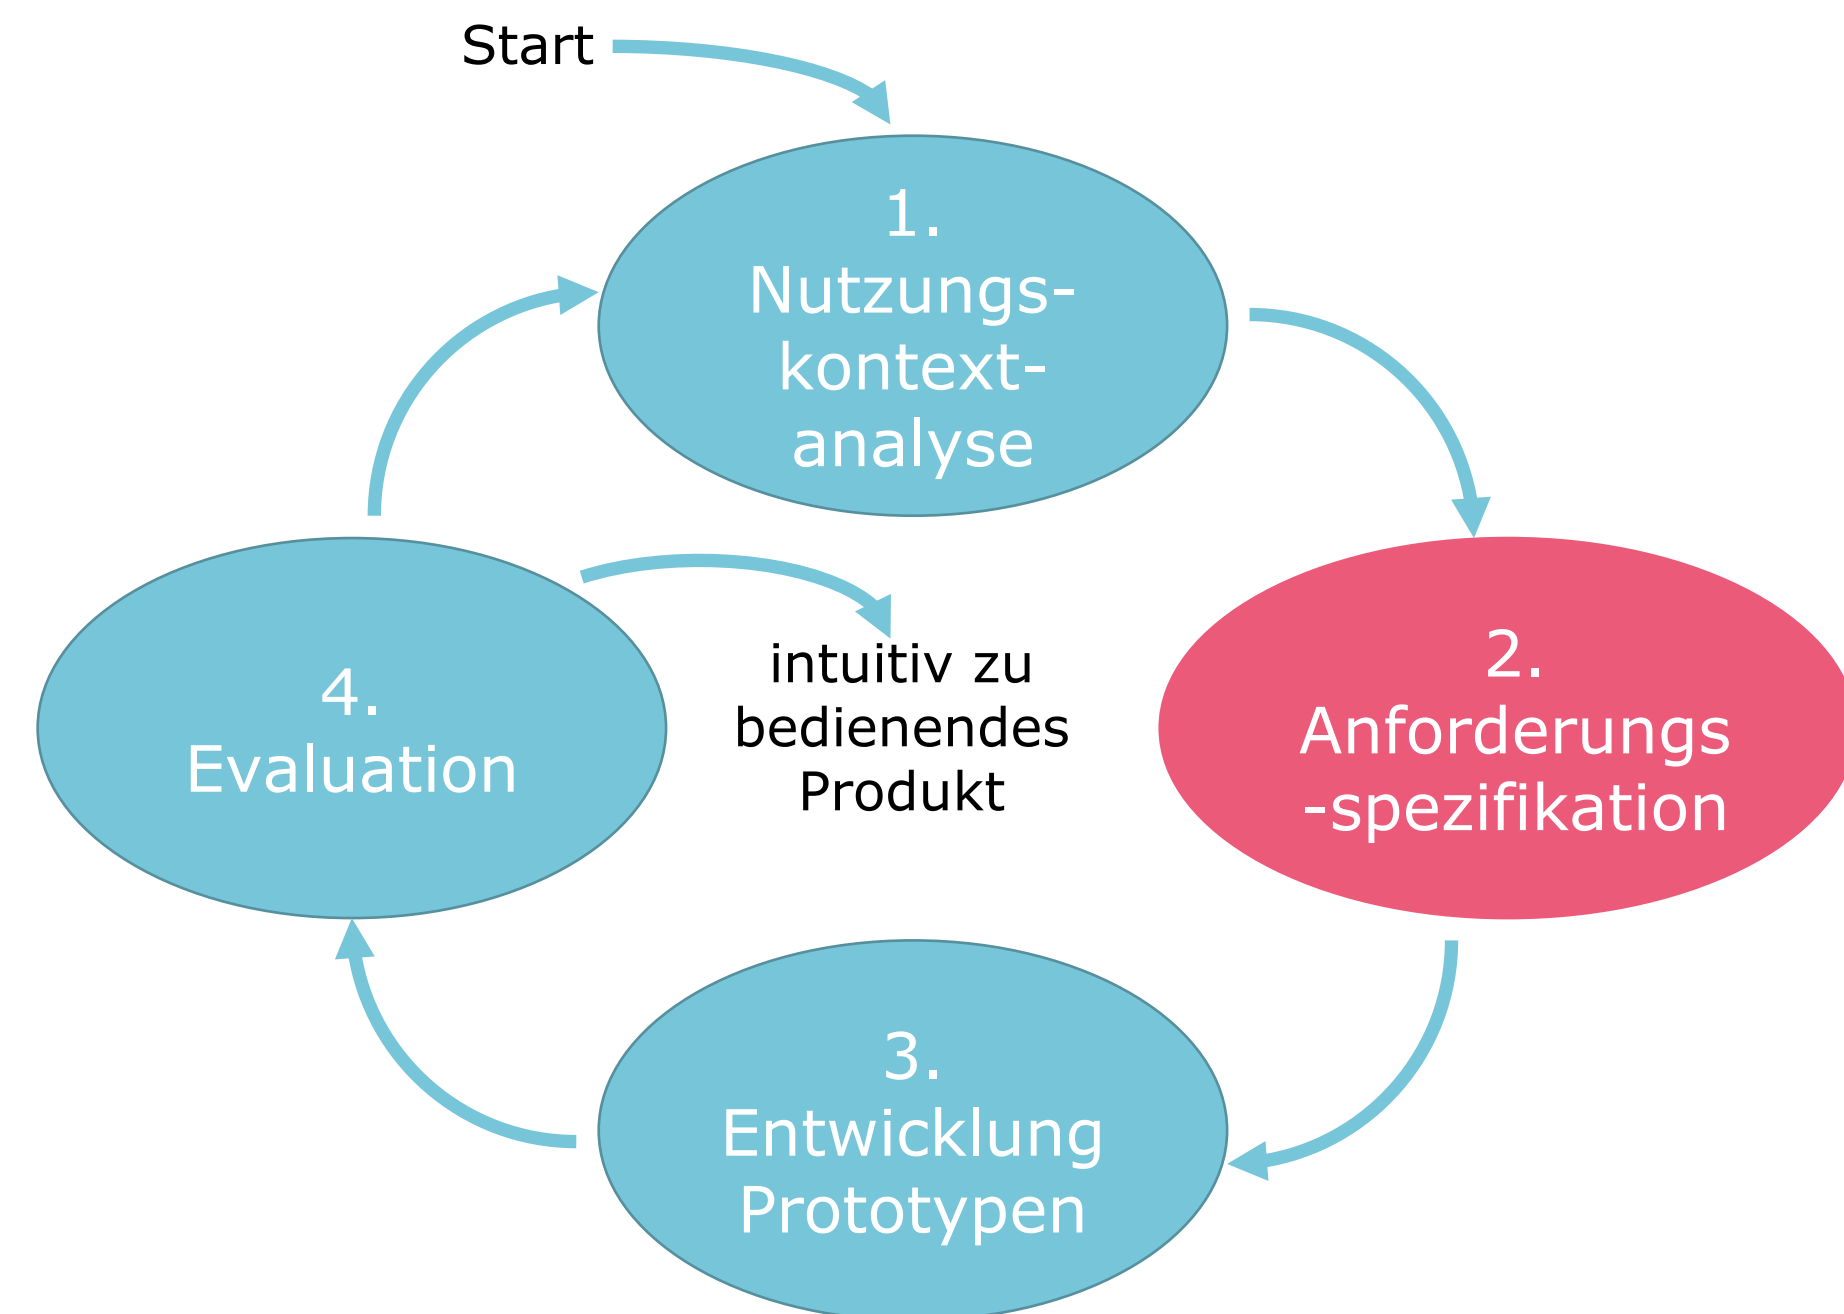 Start
1.
Nutzungs-
kontext-
analyse
2.
Anforderungs
-spezifikation
3.
Entwicklung
Prototypen
4.
Evaluation
intuitiv zu
bedienendes
Produkt